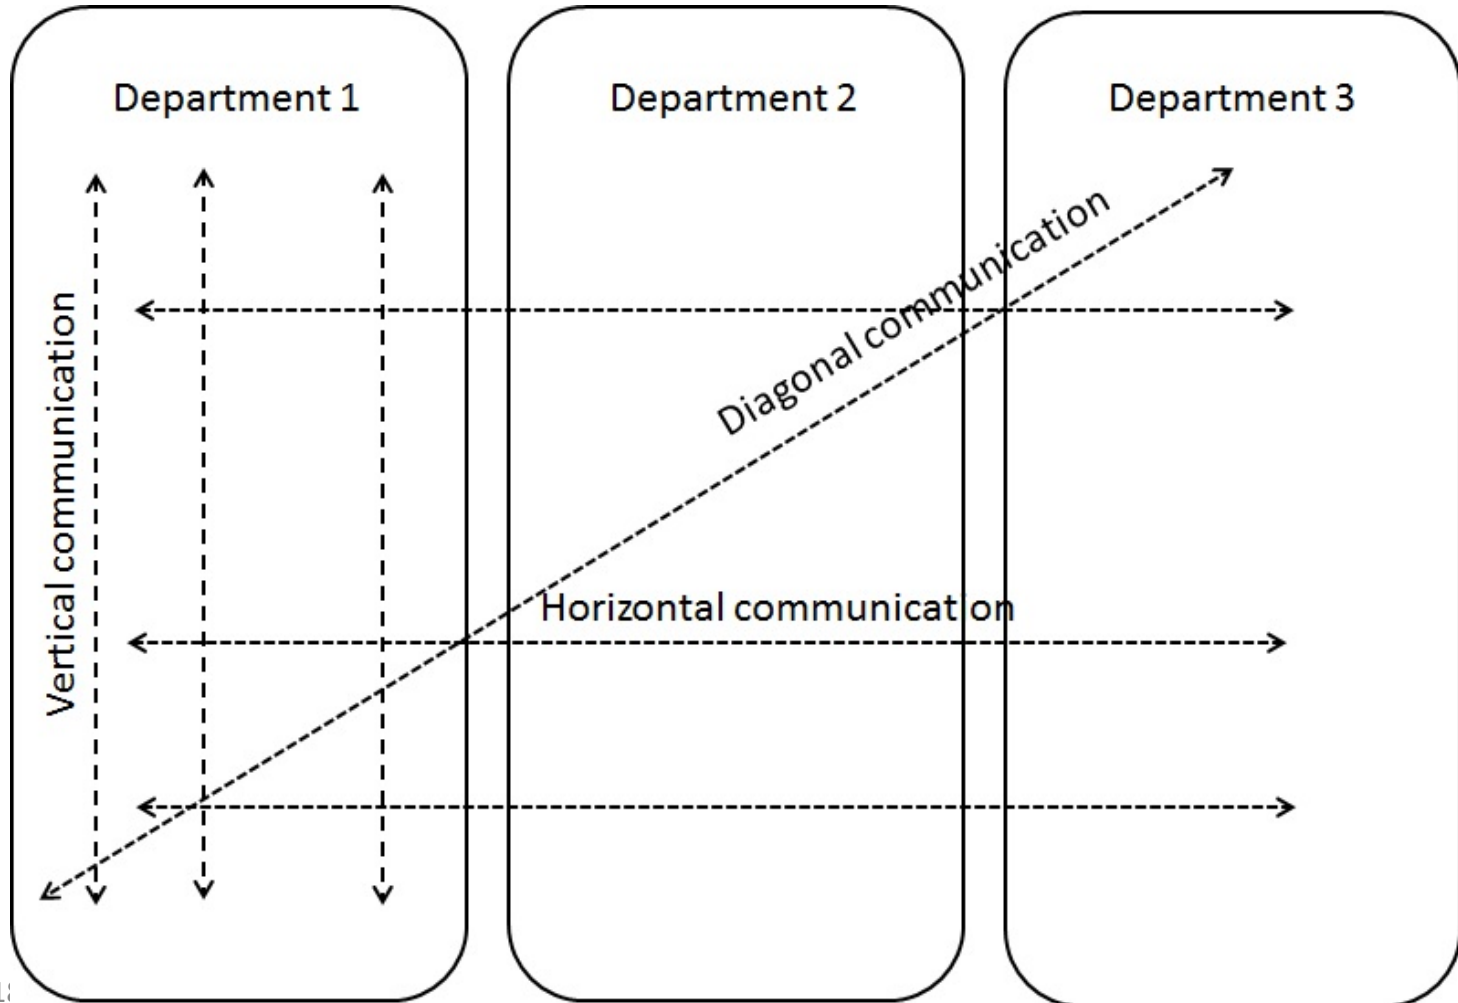 Department 1
Department 2
Department 3
Vertical communication
Diagonal communication
Horizontal communication